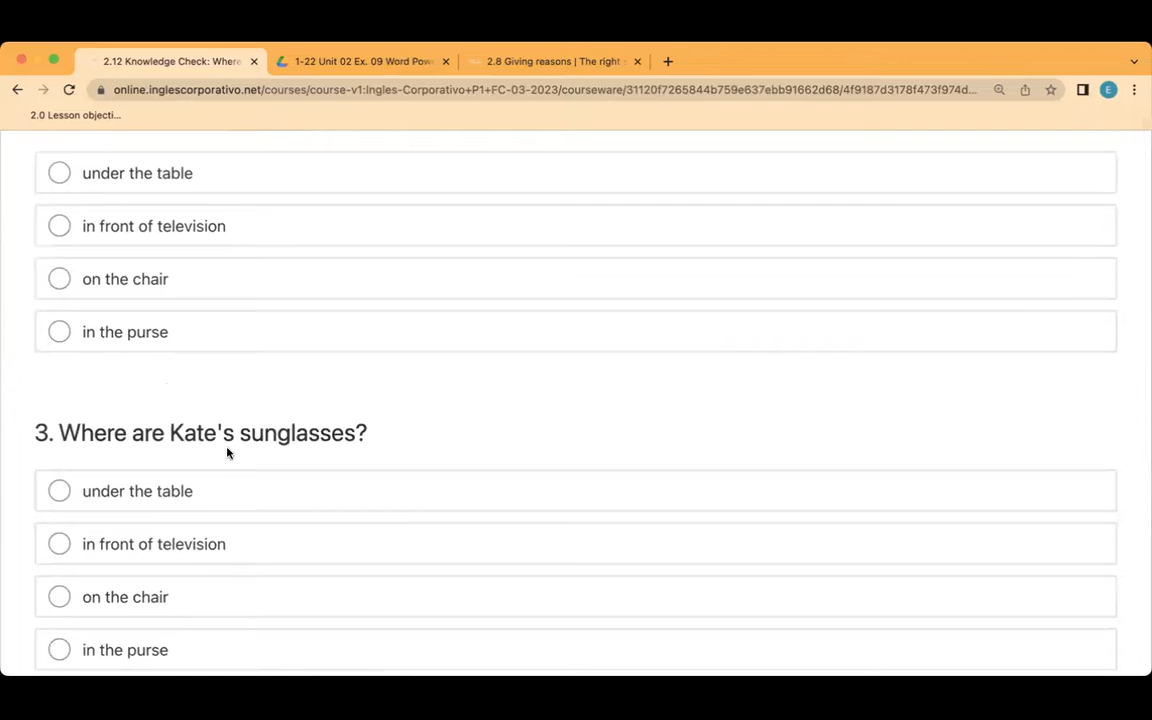 2.12 Knowledge Check: Where
1-22 Unit 02 Ex. 09 Word Pow
2.8 Giving reasons | The right
online.inglescorporativo.net/courses/course-v1:Ingles-Corporativo+P1+FC-03-2023/courseware/31120f7265844b759e637ebb91662d68/4f9187d3178f473f974d...
E
2.0 Lesson objecti...
under the table
in front of television
on the chair
in the purse
3. Where are Kate's sunglasses?
under the table
in front of television
on the chair
in the purse